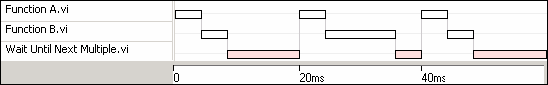 Function A.vi
Function B.vi
Wait Until Next Multiple.vi
0 20ms 40ms